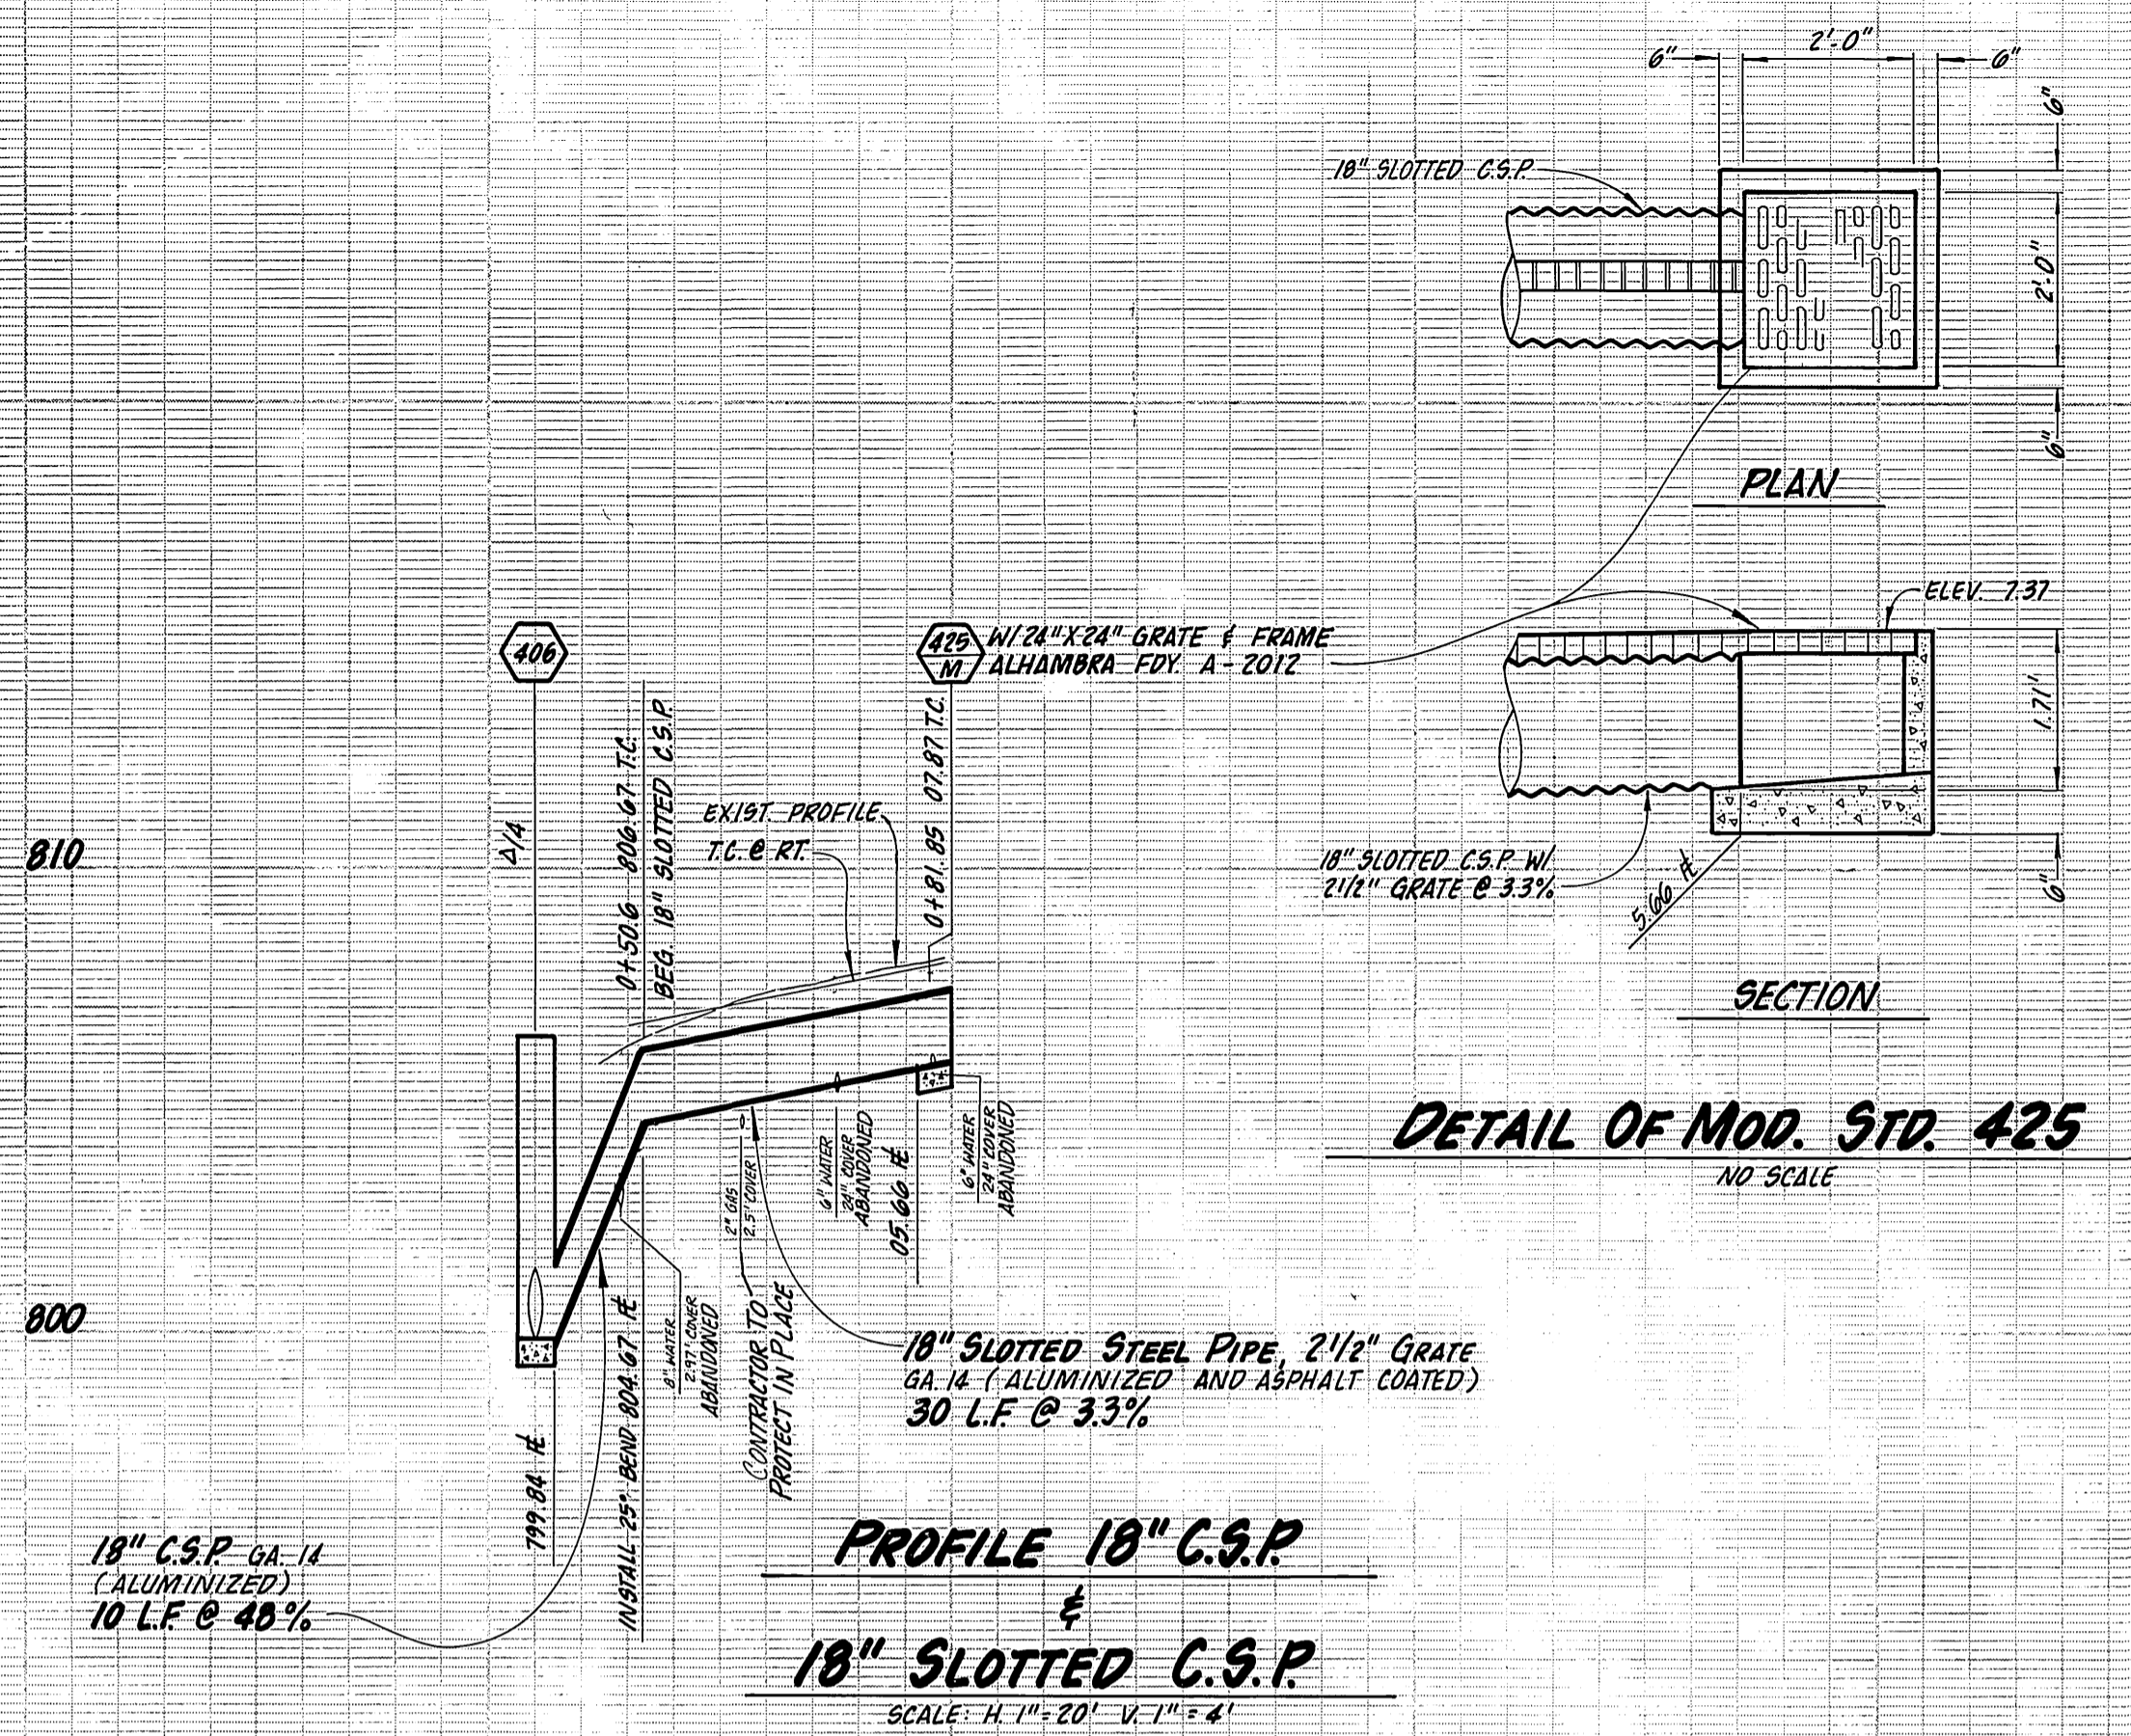 6" 2'-0" 6"
6"
18" SLOTTED C.S.P.
2'-0"
6"
PLAN
ELEV. 7.37
406
425
M
W/ 24" X 24" GRATE & FRAME
ALHAMBRA FDY. A-2012
1.71'
Δ/4
0+50.6 806.67 T.C.
BEG. 18" SLOTTED C.S.P.
0+81.85 07.87 T.C.
EXIST. PROFILE
T.C. @ RT.
810
18" SLOTTED C.S.P. W/
2 1/2" GRATE @ 3.3%
5.66 ℄
6"
SECTION
DETAIL OF MOD. STD. 425
NO SCALE
2" GAS
2.5' COVER
6" WATER
24" COVER
ABANDONED
05.66 ℄
6" WATER
24" COVER
ABANDONED
800
8" WATER
2.97' COVER
ABANDONED
CONTRACTOR TO
PROTECT IN PLACE
18" SLOTTED STEEL PIPE, 2 1/2" GRATE
GA. 14 (ALUMINIZED AND ASPHALT COATED)
30 L.F. @ 3.3%
799.84 ℄
INSTALL 25° BEND 804.67 ℄
18" C.S.P. GA. 14
(ALUMINIZED)
10 L.F. @ 48%
PROFILE 18" C.S.P.
&
18" SLOTTED C.S.P.
SCALE: H. 1"=20' V. 1"=4'